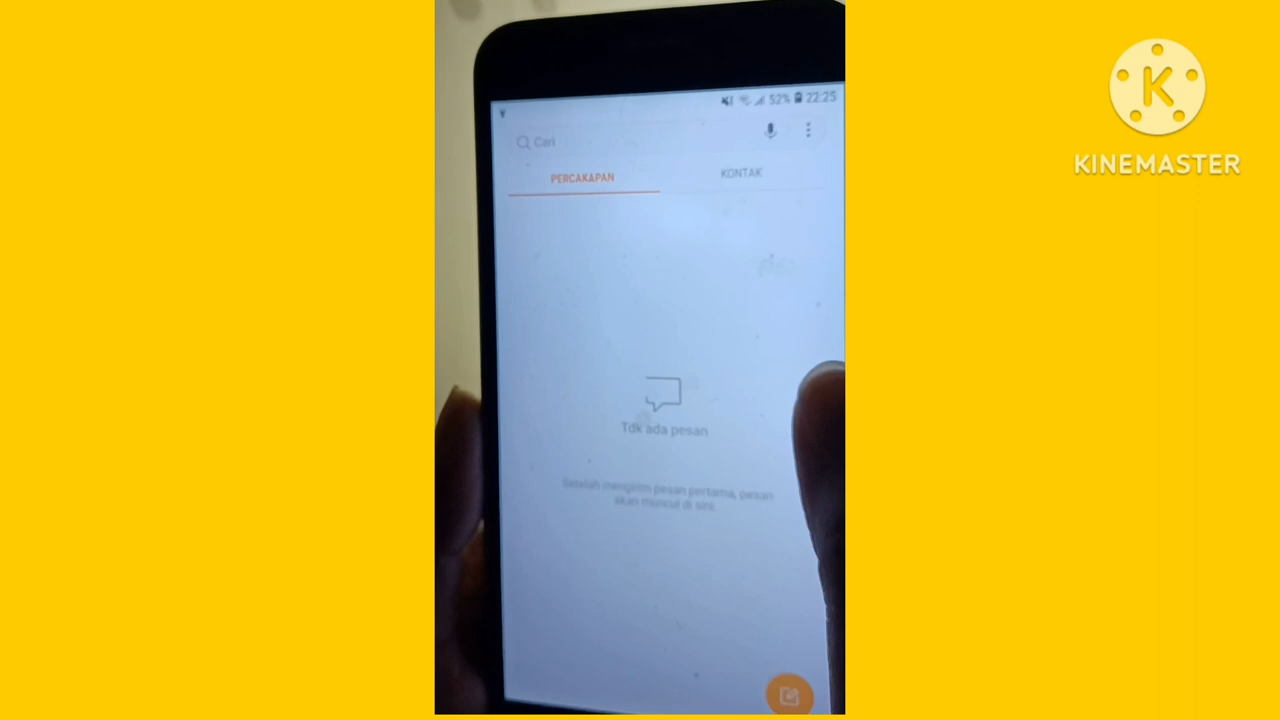 52% 22:25
Cari
PERCAKAPAN KONTAK
Tdk ada pesan
Setelah mengirim pesan pertama, pesan
akan muncul di sini.
K
KINEMASTER